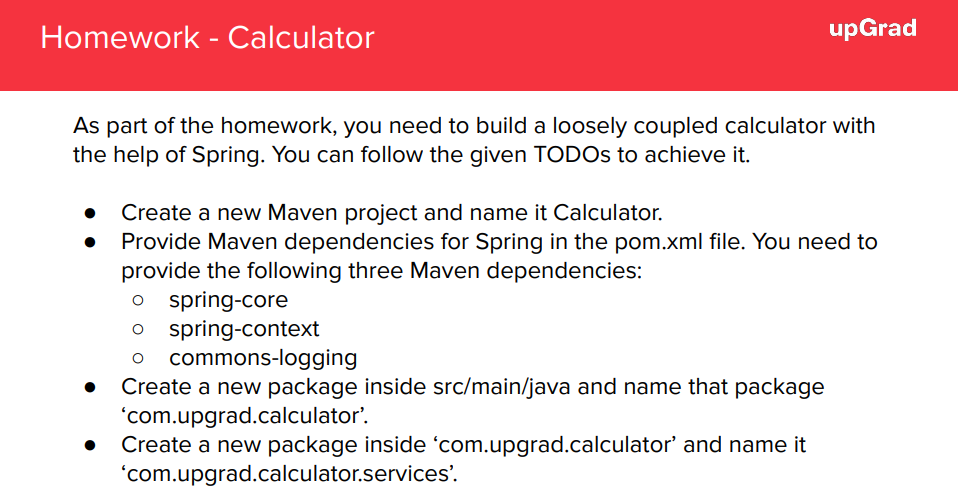 Homework - Calculator
upGrad
As part of the homework, you need to build a loosely coupled calculator with
the help of Spring. You can follow the given TODOs to achieve it.
● Create a new Maven project and name it Calculator.
● Provide Maven dependencies for Spring in the pom.xml file. You need to
provide the following three Maven dependencies:
○ spring-core
○ spring-context
○ commons-logging
● Create a new package inside src/main/java and name that package
‘com.upgrad.calculator’.
● Create a new package inside ‘com.upgrad.calculator’ and name it
‘com.upgrad.calculator.services’.